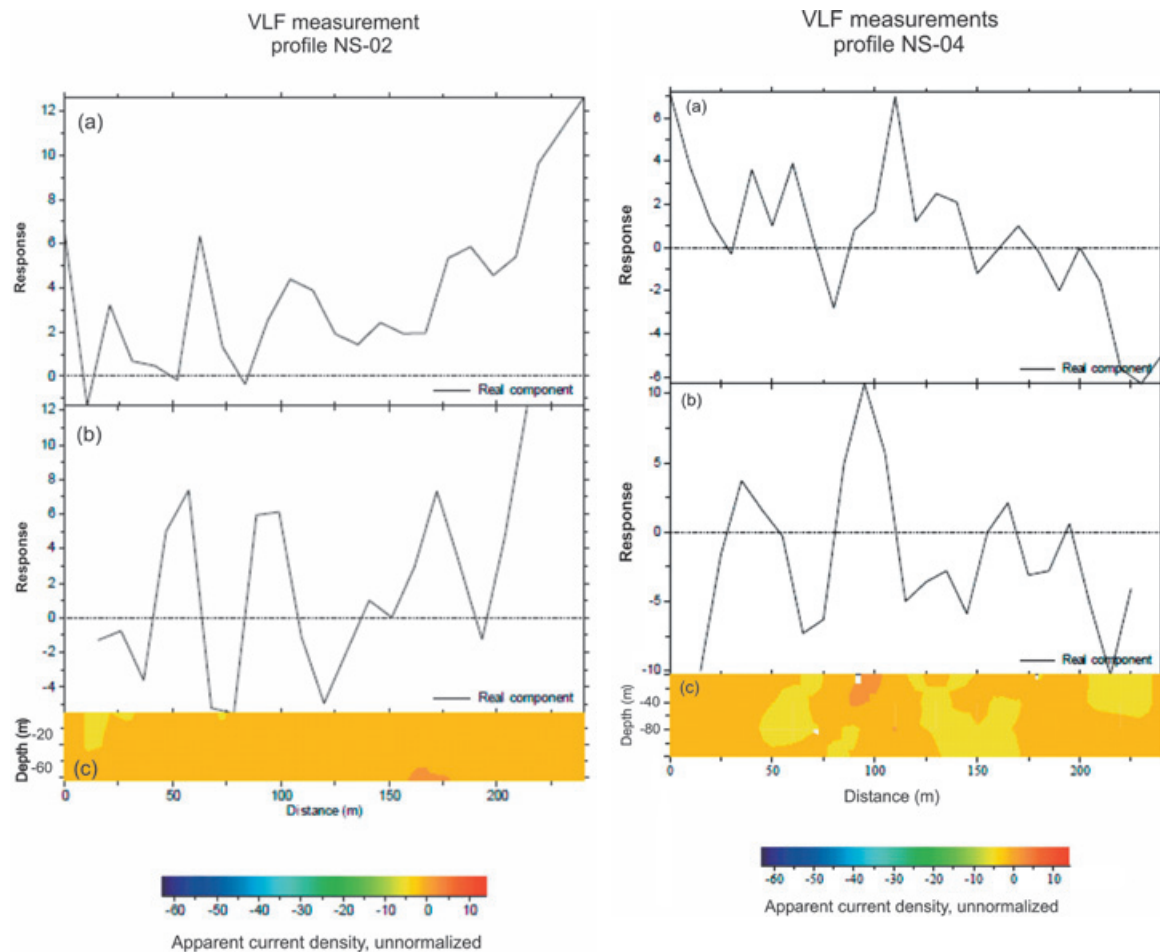 VLF measurement
profile NS-02
(a)
12
10
8
6
4
2
0
Response
Real component
(b)
12
10
8
6
4
2
0
-2
-4
Response
Real component
Depth (m)
-20
-60
(c)
0 50 100 150 200
Distance (m)
-60 -50 -40 -30 -20 -10 0 10
Apparent current density, unnormalized
VLF measurements
profile NS-04
(a)
6
4
2
0
-2
-4
-6
Response
Real component
(b)
10
5
0
-5
-10
Response
Real component
(c)
Depth (m)
-40
-80
0 50 100 150 200
Distance (m)
-60 -50 -40 -30 -20 -10 0 10
Apparent current density, unnormalized